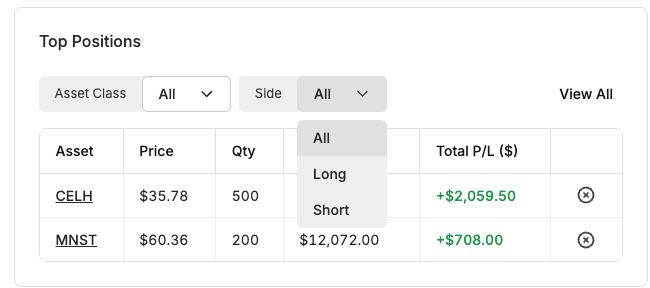 Top Positions
Asset Class All Side All View All
All
Long
Short
Asset Price Qty Total P/L ($)
CELH $35.78 500 +$2,059.50
MNST $60.36 200 $12,072.00 +$708.00